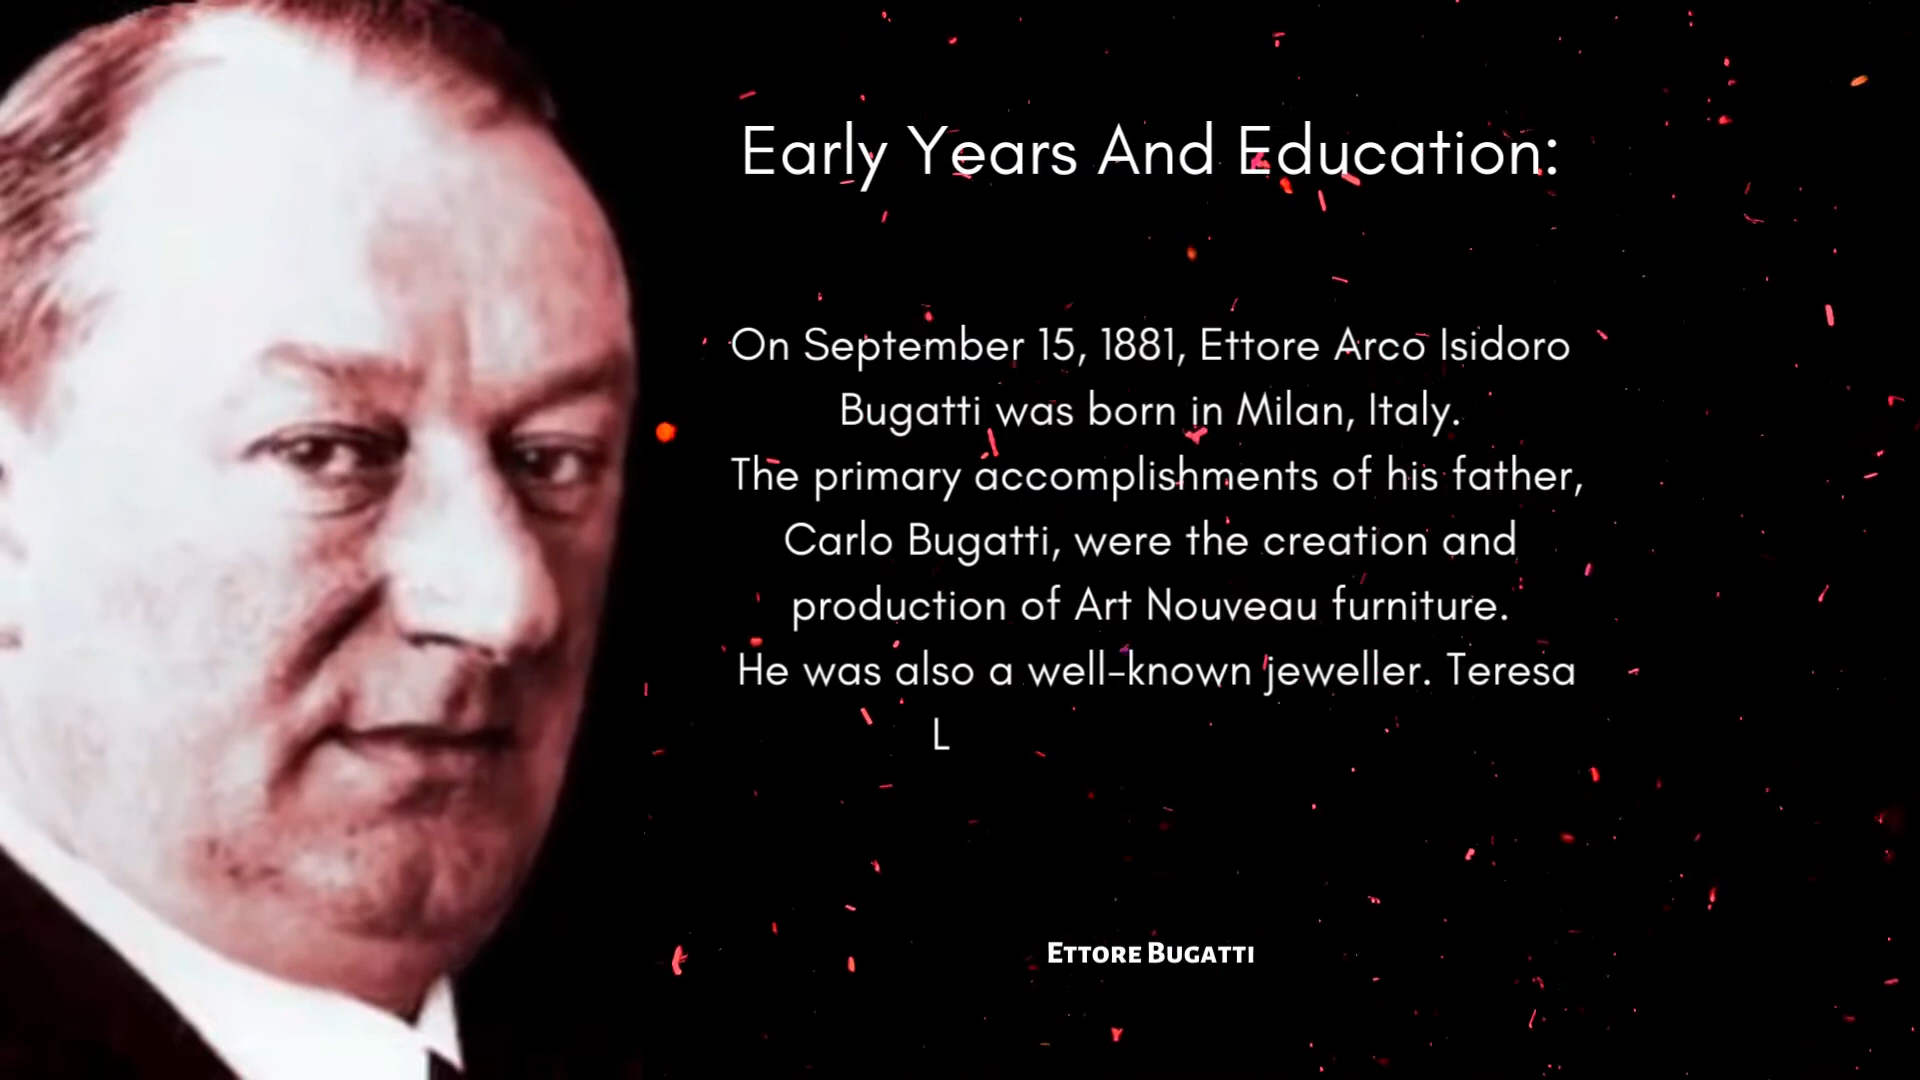 Early Years And Education:
On September 15, 1881, Ettore Arco Isidoro
Bugatti was born in Milan, Italy.
The primary accomplishments of his father,
Carlo Bugatti, were the creation and
production of Art Nouveau furniture.
He was also a well-known jeweller. Teresa
L
Ettore Bugatti